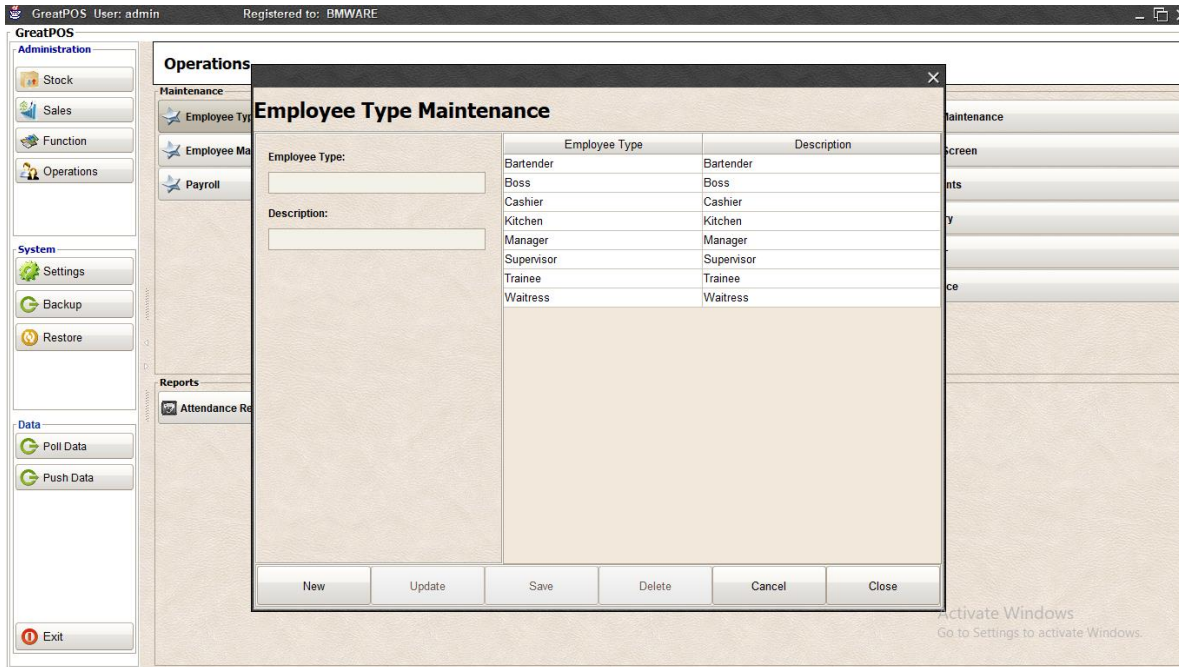 GreatPOS User: admin Registered to: BMWARE
GreatPOS
Administration
Stock
Sales
Function
Operations
System
Settings
Backup
Restore
Data
Poll Data
Push Data
Exit
Operations
Maintenance
Employee Typ
Employee Ma
Payroll
Reports
Attendance Re
Employee Type Maintenance
Employee Type:
Description:
Employee Type Description
Bartender Bartender
Boss Boss
Cashier Cashier
Kitchen Kitchen
Manager Manager
Supervisor Supervisor
Trainee Trainee
Waitress Waitress
New Update Save Delete Cancel Close
Maintenance
Screen
nts
ry
ce
Activate Windows
Go to Settings to activate Windows.